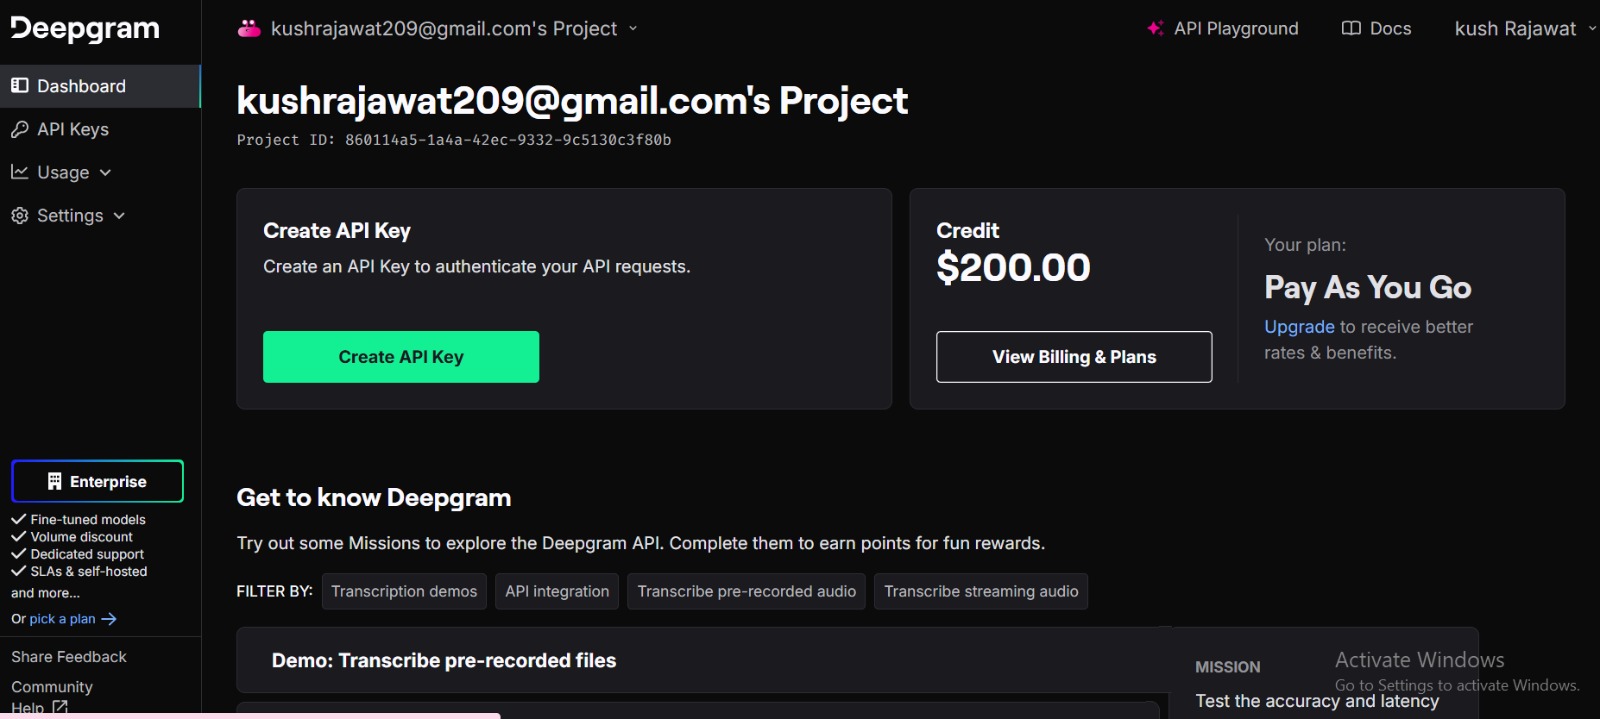 Deepgram
kushrajawat209@gmail.com's Project
API Playground
Docs
kush Rajawat
Dashboard
API Keys
Usage
Settings
kushrajawat209@gmail.com's Project
Project ID: 860114a5-1a4a-42ec-9332-9c5130c3f80b
Create API Key
Create an API Key to authenticate your API requests.
Create API Key
Credit
$200.00
View Billing & Plans
Your plan:
Pay As You Go
Upgrade to receive better
rates & benefits.
Enterprise
Fine-tuned models
Volume discount
Dedicated support
SLAs & self-hosted
and more...
Or pick a plan
Share Feedback
Community
Help
Get to know Deepgram
Try out some Missions to explore the Deepgram API. Complete them to earn points for fun rewards.
FILTER BY:
Transcription demos
API integration
Transcribe pre-recorded audio
Transcribe streaming audio
Demo: Transcribe pre-recorded files
MISSION
Test the accuracy and latency
Activate Windows
Go to Settings to activate Windows.